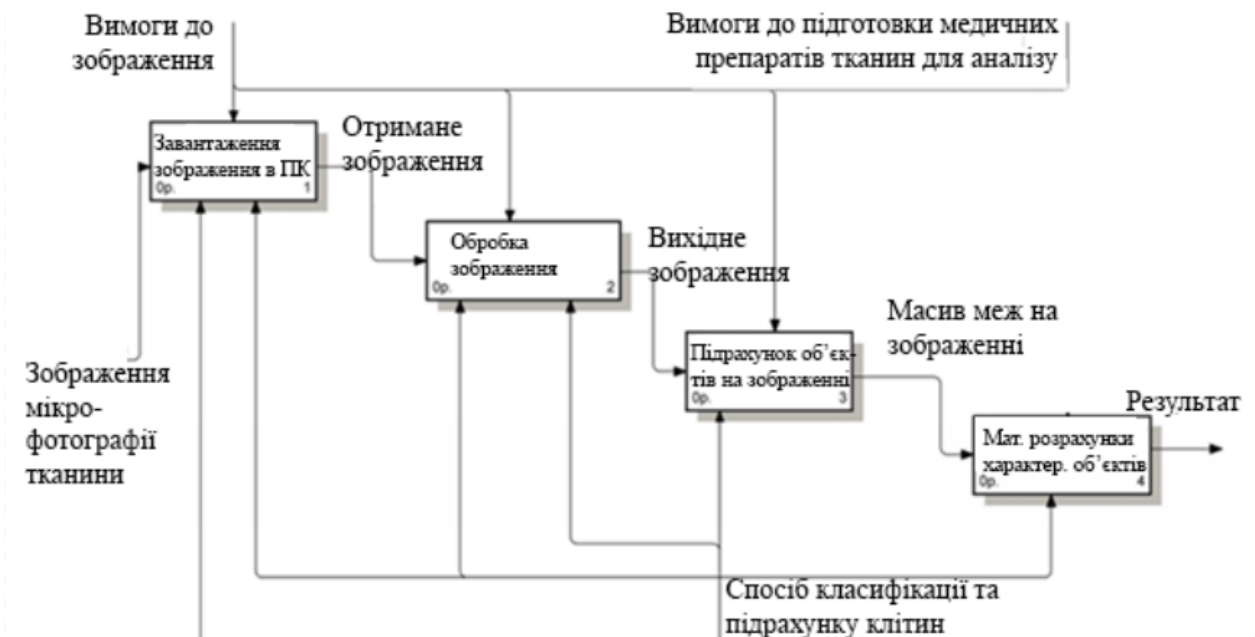 Вимоги до
зображення
Вимоги до підготовки медичних
препаратів тканин для аналізу
Завантаження
зображення в ПК
0р.
1
Отримане
зображення
Обробка
зображення
0р.
2
Вихідне
зображення
Підрахунок об’єк-
тів на зображенні
0р.
3
Масив меж на
зображенні
Зображення
мікро-
фотографії
тканини
Мат. розрахунки
характер. об’єктів
0р.
4
Результат
Спосіб класифікації та
підрахунку клітин